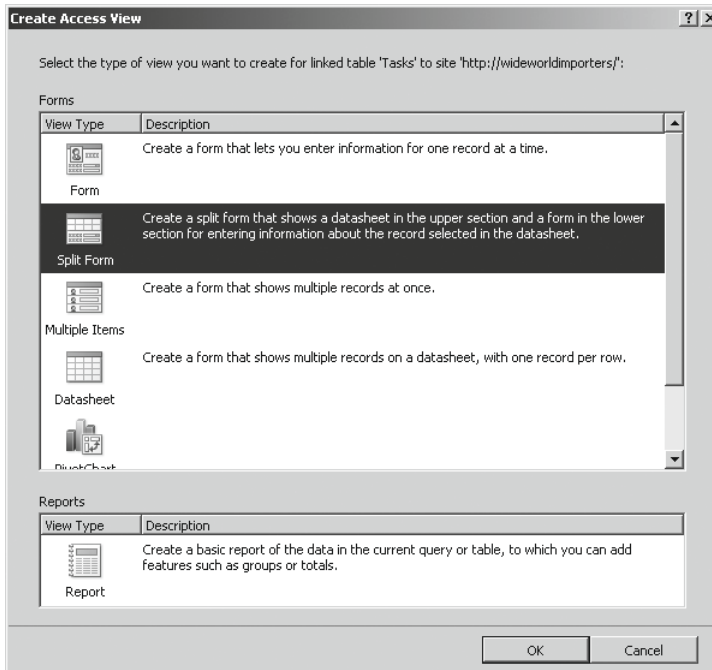 Create Access View
Select the type of view you want to create for linked table 'Tasks' to site 'http://wideworldimporters/':
Forms
View Type Description
Create a form that lets you enter information for one record at a time.
Form
Create a split form that shows a datasheet in the upper section and a form in the lower
section for entering information about the record selected in the datasheet.
Split Form
Create a form that shows multiple records at once.
Multiple Items
Create a form that shows multiple records on a datasheet, with one record per row.
Datasheet
PivotChart
Reports
View Type Description
Create a basic report of the data in the current query or table, to which you can add
features such as groups or totals.
Report
OK Cancel